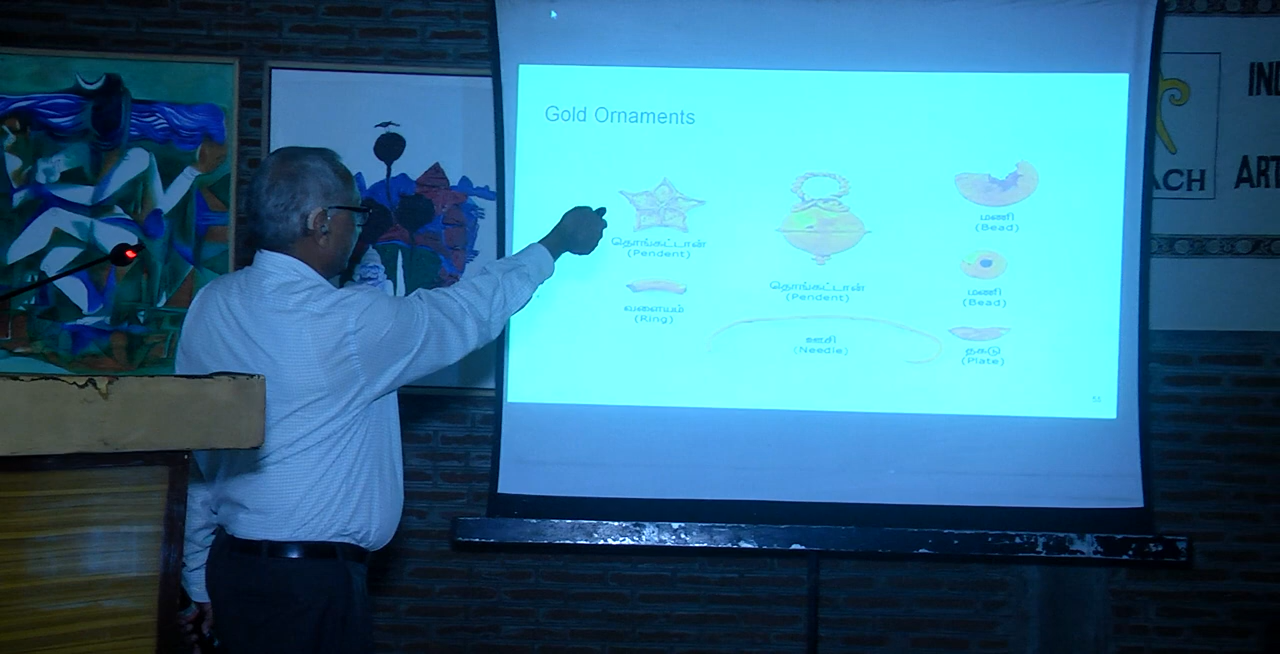 Gold Ornaments
தொங்கட்டான்
(Pendent)
வளையம்
(Ring)
தொங்கட்டான்
(Pendent)
ஊசி
(Needle)
மணி
(Bead)
மணி
(Bead)
தகடு
(Plate)
ACH
IND
ART